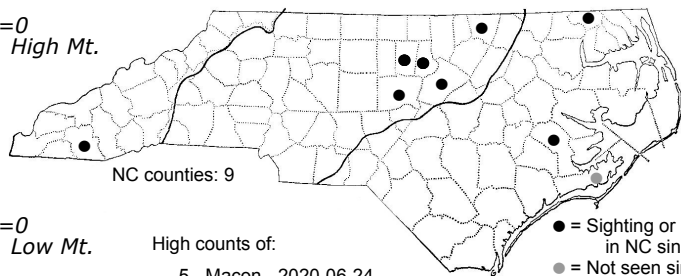 =0
High Mt.
NC counties: 9
=0
Low Mt.
High counts of:
5 - Macon - 2020-06-24
● = Sighting or
in NC sin
● = Not seen si